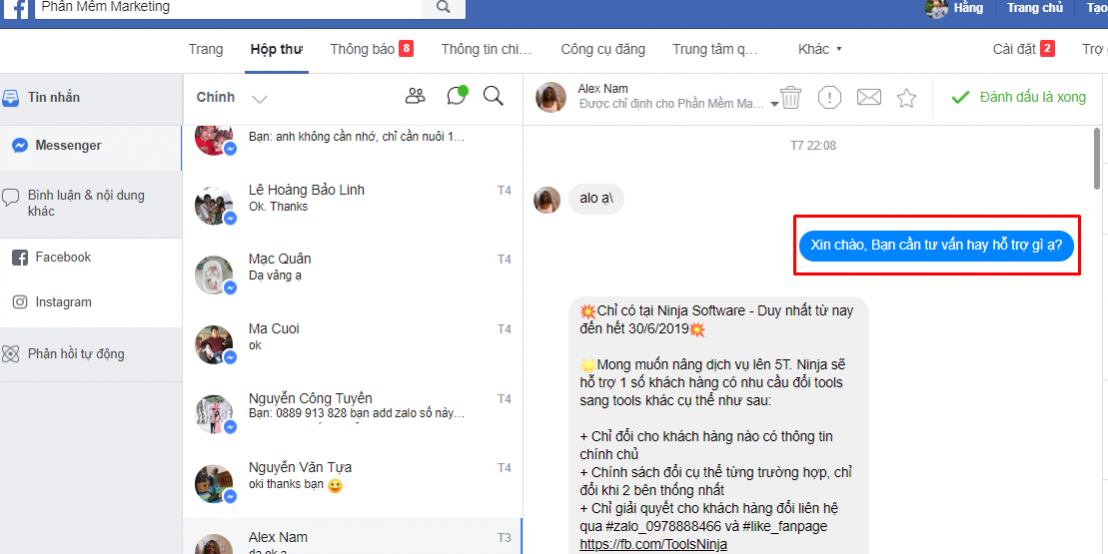 Phần Mềm Marketing
Hằng
Trang chủ
Tạo
Trang
Hộp thư
Thông báo 8
Thông tin chi...
Công cụ đăng
Trung tâm q...
Khác
Cài đặt 2
Trợ
Tin nhắn
Messenger
Bình luận & nội dung
khác
Facebook
Instagram
Phản hồi tự động
Chính
Bạn: anh không cần nhớ, chỉ cần nuôi 1...
Lê Hoàng Bảo Linh
T4
Ok. Thanks
Mạc Quân
T4
Dạ vâng ạ
Ma Cuoi
T4
ok
Nguyễn Công Tuyền
T4
Bạn: 0889 913 828 bạn add zalo số này...
Nguyễn Văn Tựa
T4
oki thanks bạn
Alex Nam
T3
da ok a
Alex Nam
Được chỉ định cho Phần Mềm Ma...
Đánh dấu là xong
T7 22:08
alo ạ\
Xin chào, Bạn cần tư vấn hay hỗ trợ gì ạ?
💥Chỉ có tại Ninja Software - Duy nhất từ nay
đến hết 30/6/2019💥
🌟Mong muốn nâng dịch vụ lên 5T. Ninja sẽ
hỗ trợ 1 số khách hàng có nhu cầu đổi tools
sang tools khác cụ thể như sau:
+ Chỉ đổi cho khách hàng nào có thông tin
chính chủ
+ Chính sách đổi cụ thể từng trường hợp, chỉ
đổi khi 2 bên thống nhất
+ Chỉ giải quyết cho khách hàng đổi liên hệ
qua #zalo_0978888466 và #like_fanpage
https://fb.com/ToolsNinja